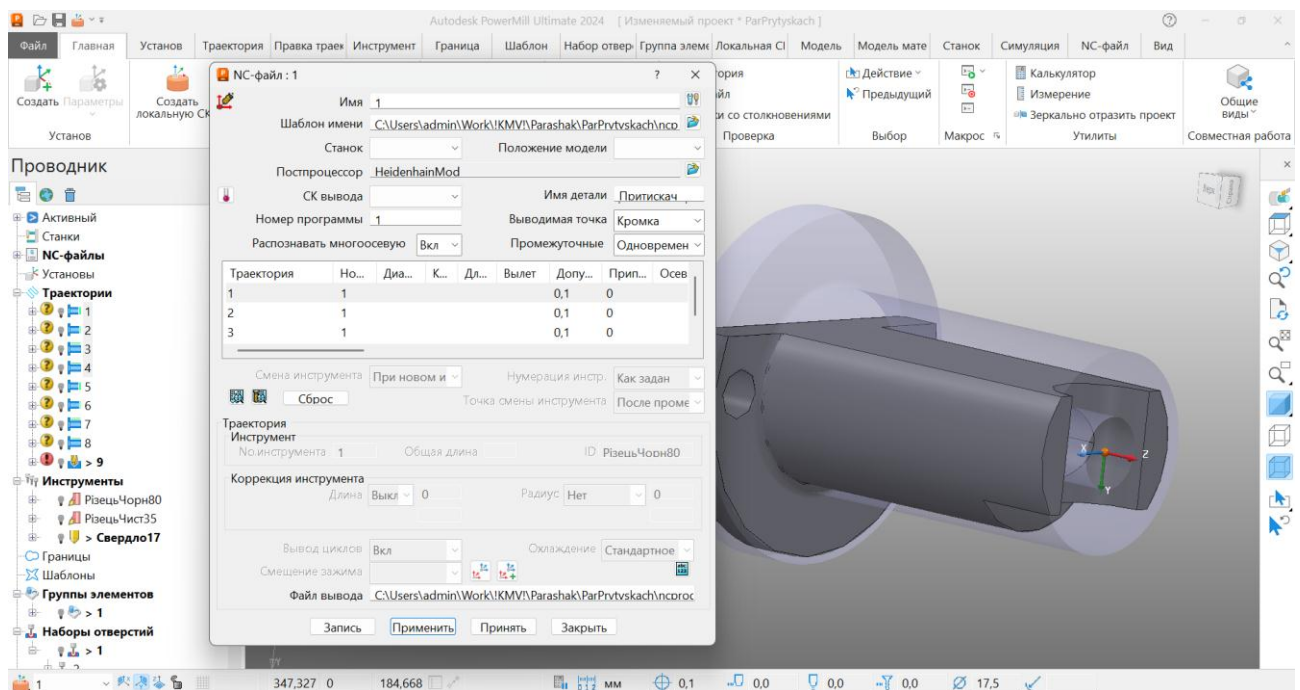 Autodesk PowerMill Ultimate 2024 [ Изменяемый проект * ParPrytyskach ]
Файл Главная Установ Траектория Правка траек Инструмент Граница Шаблон Набор отвер Группа элеме Локальная СІ Модель Модель мате Станок Симуляция NC-файл Вид
Создать Параметры
Создать локальную СК
Установ
Действие
Предыдущий
Выбор
Макрос
Калькулятор
Измерение
Зеркально отразить проект
Утилиты
Общие виды
Совместная работа
тория
айл
ки со столкновениями
Проверка
Проводник
Активный
Станки
NC-файлы
Установы
Траектории
1
2
3
4
5
6
7
8
> 9
Инструменты
РізецьЧорн80
РізецьЧист35
> Свердло17
Границы
Шаблоны
Группы элементов
> 1
Наборы отверстий
> 1
NC-файл : 1 ? ×
Имя 1
Шаблон имени C:\Users\admin\Work\!KMV!\Parashak\ParPrytyskach\ncp
Станок Положение модели
Постпроцессор HeidenhainMod
СК вывода Имя детали Притискач
Номер программы 1 Выводимая точка Кромка
Распознавать многоосевую Вкл Промежуточные Одновремен
Траектория Но... Диа... К... Дл... Вылет Допу... Прип... Осев
1 1 0,1 0
2 1 0,1 0
3 1 0,1 0
Смена инструмента При новом и Нумерация инстр. Как задан
Сброс Точка смены инструмента После проме
Траектория
Инструмент
No.инструмента 1 Общая длина ID РізецьЧорн80
Коррекция инструмента
Длина Выкл 0 Радиус Нет 0
Вывод циклов Вкл Охлаждение Стандартное
Смещение зажима
Файл вывода C:\Users\admin\Work\!KMV!\Parashak\ParPrytyskach\ncproc
Запись Применить Принять Закрыть
X Z
Y
1 347,327 0 184,668 мм 0,1 0,0 0,0 0,0 17,5